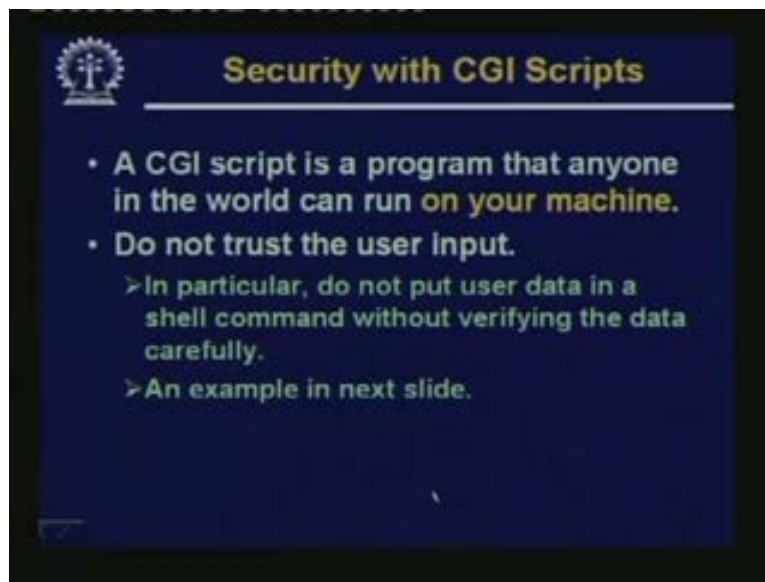 Security with CGI Scripts
• A CGI script is a program that anyone
in the world can run on your machine.
• Do not trust the user input.
➢In particular, do not put user data in a
shell command without verifying the data
carefully.
➢An example in next slide.